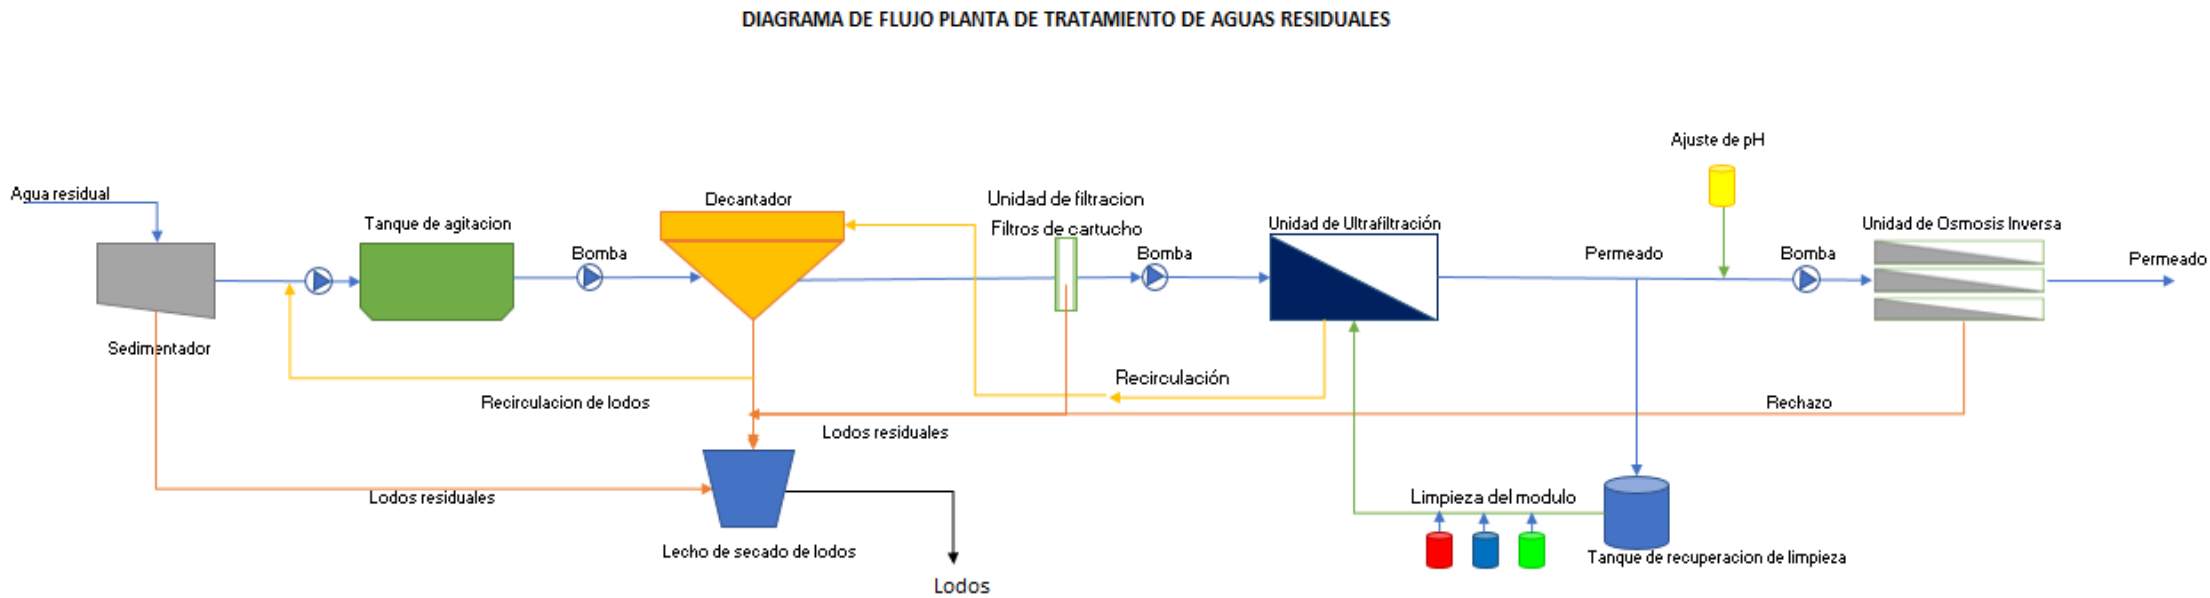 DIAGRAMA DE FLUJO PLANTA DE TRATAMIENTO DE AGUAS RESIDUALES
Ajuste de pH
Agua residual
Tanque de agitacion
Bomba
Decantador
Unidad de filtracion
Filtros de cartucho
Bomba
Unidad de Ultrafiltración
Permeado
Bomba
Unidad de Osmosis Inversa
Permeado
Sedimentador
Recirculacion de lodos
Recirculación
Rechazo
Lodos residuales
Lodos residuales
Limpieza del modulo
Lecho de secado de lodos
Tanque de recuperacion de limpieza
Lodos